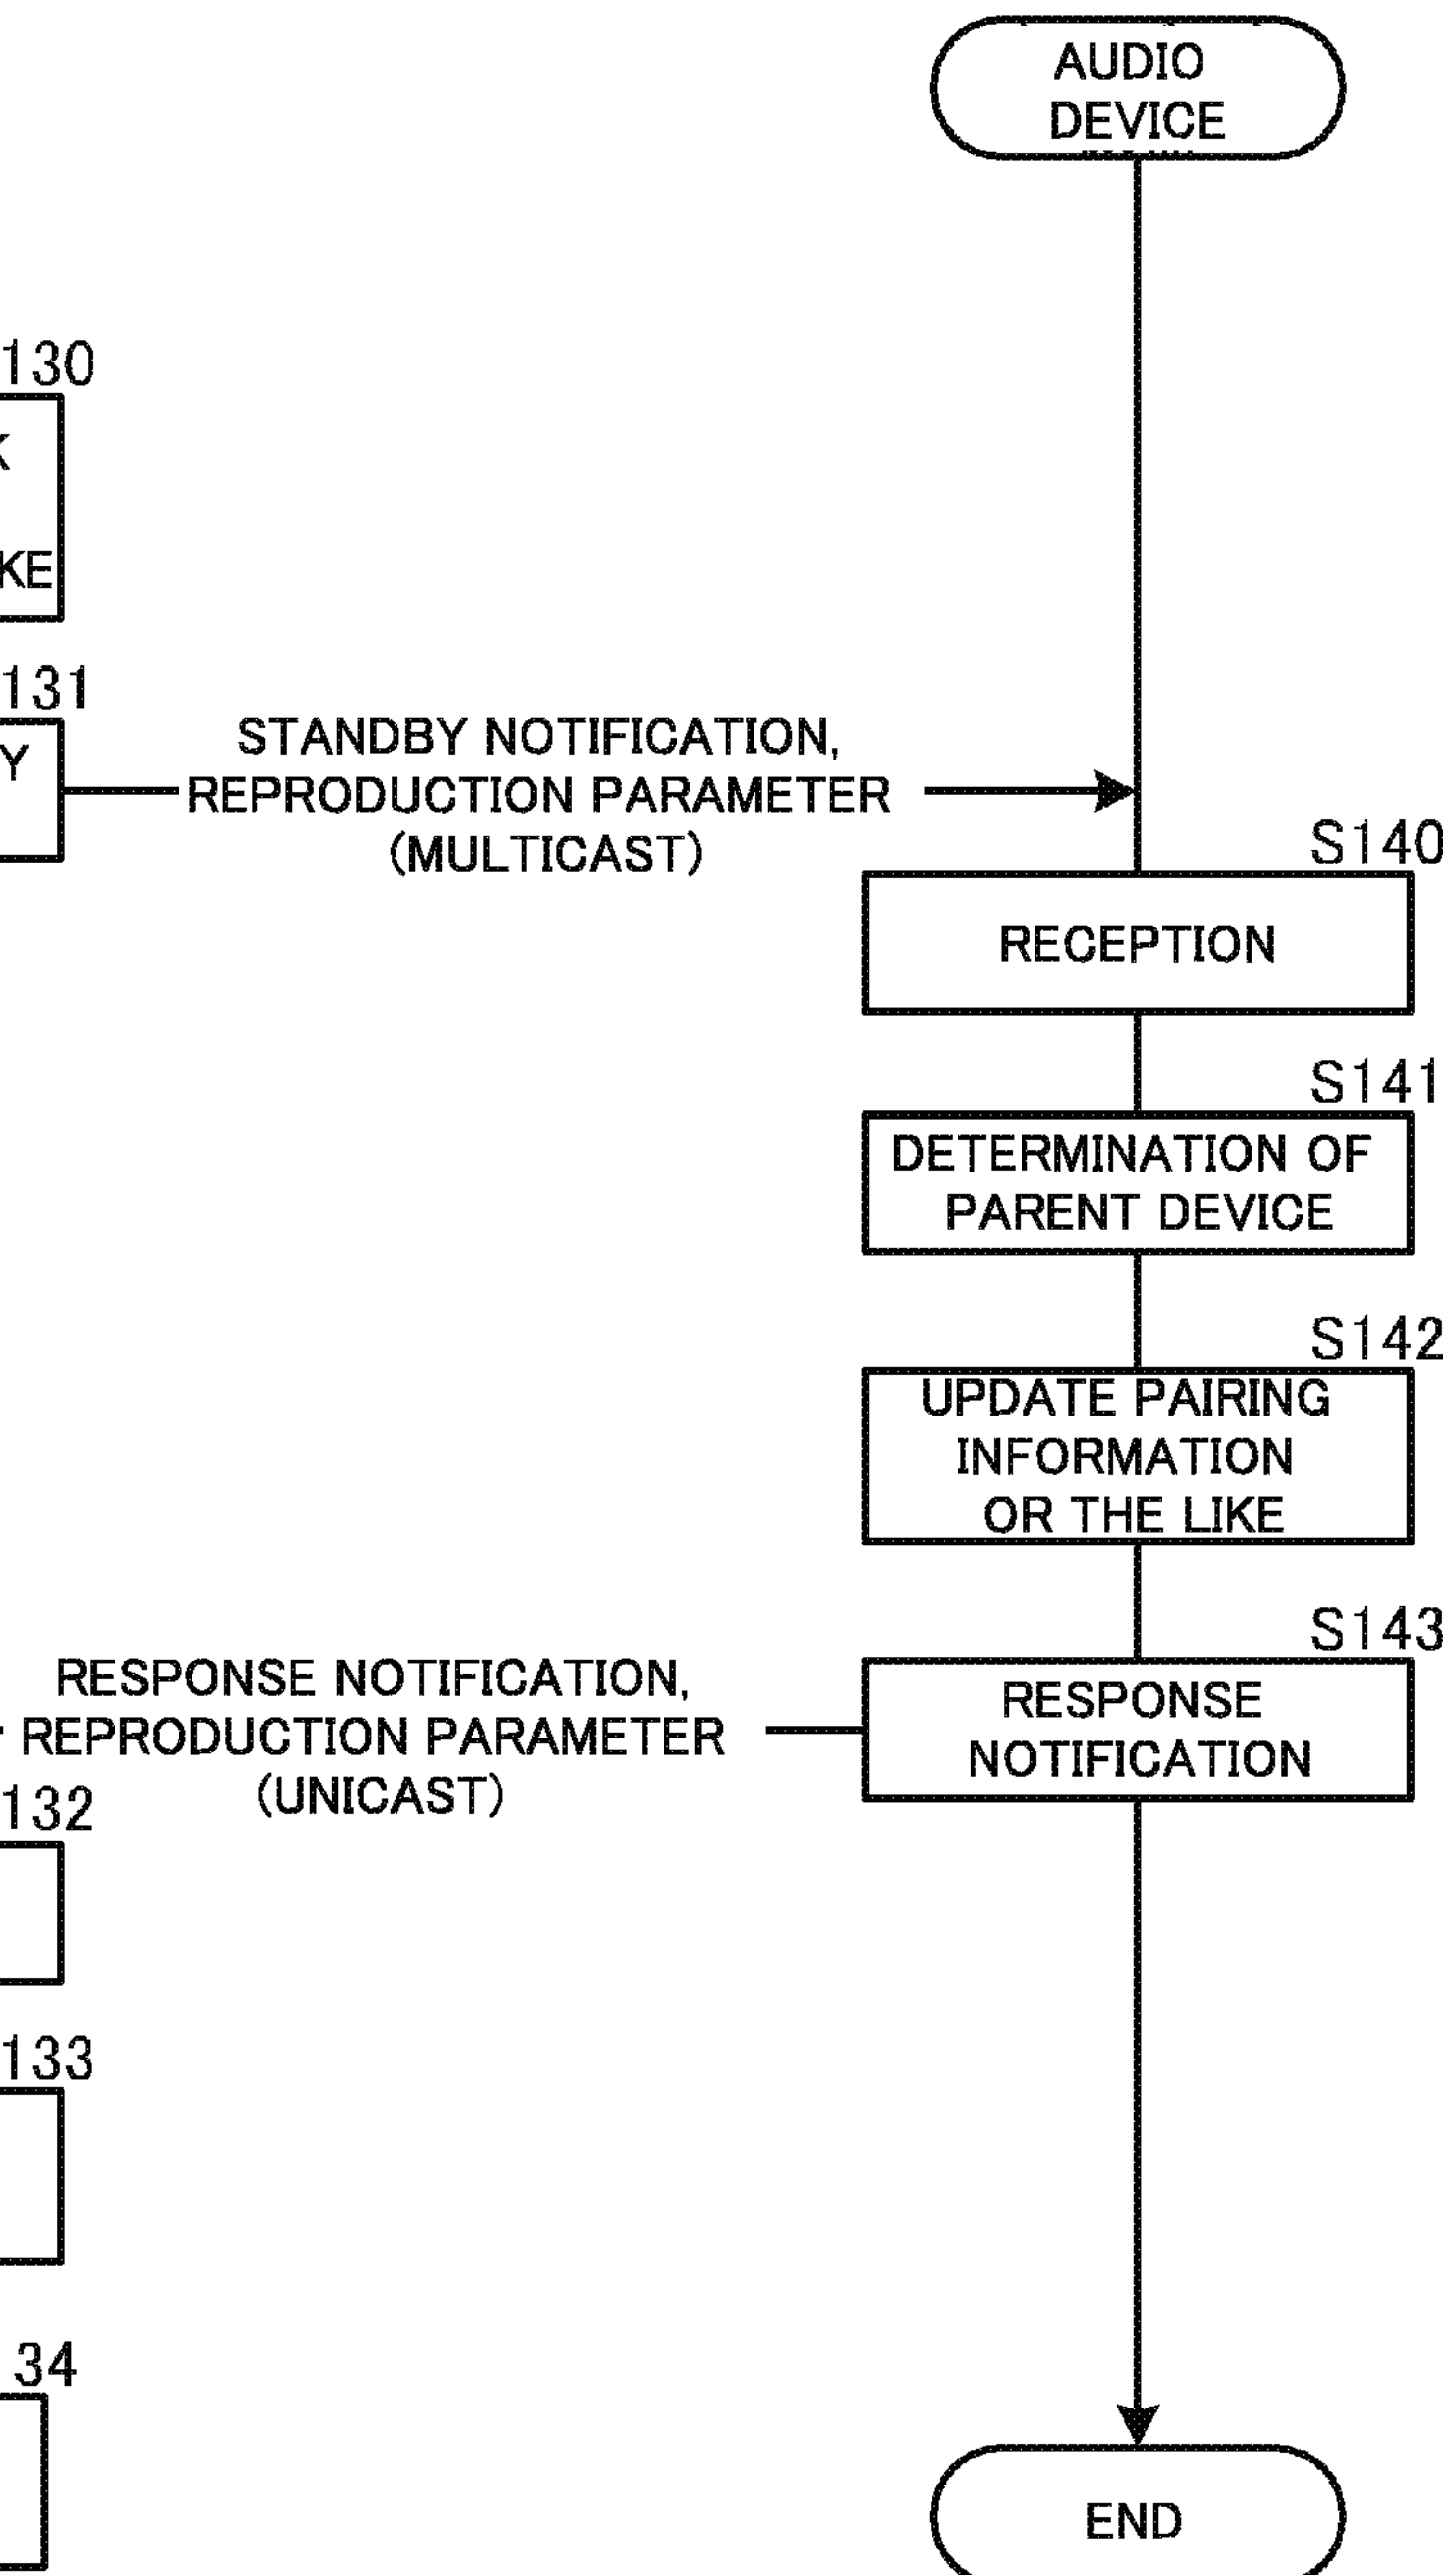 AUDIO
DEVICE
130
K
KE
131
Y
STANDBY NOTIFICATION,
REPRODUCTION PARAMETER
(MULTICAST)
S140
RECEPTION
S141
DETERMINATION OF
PARENT DEVICE
S142
UPDATE PAIRING
INFORMATION
OR THE LIKE
S143
RESPONSE
NOTIFICATION
RESPONSE NOTIFICATION,
REPRODUCTION PARAMETER
(UNICAST)
132
133
34
END